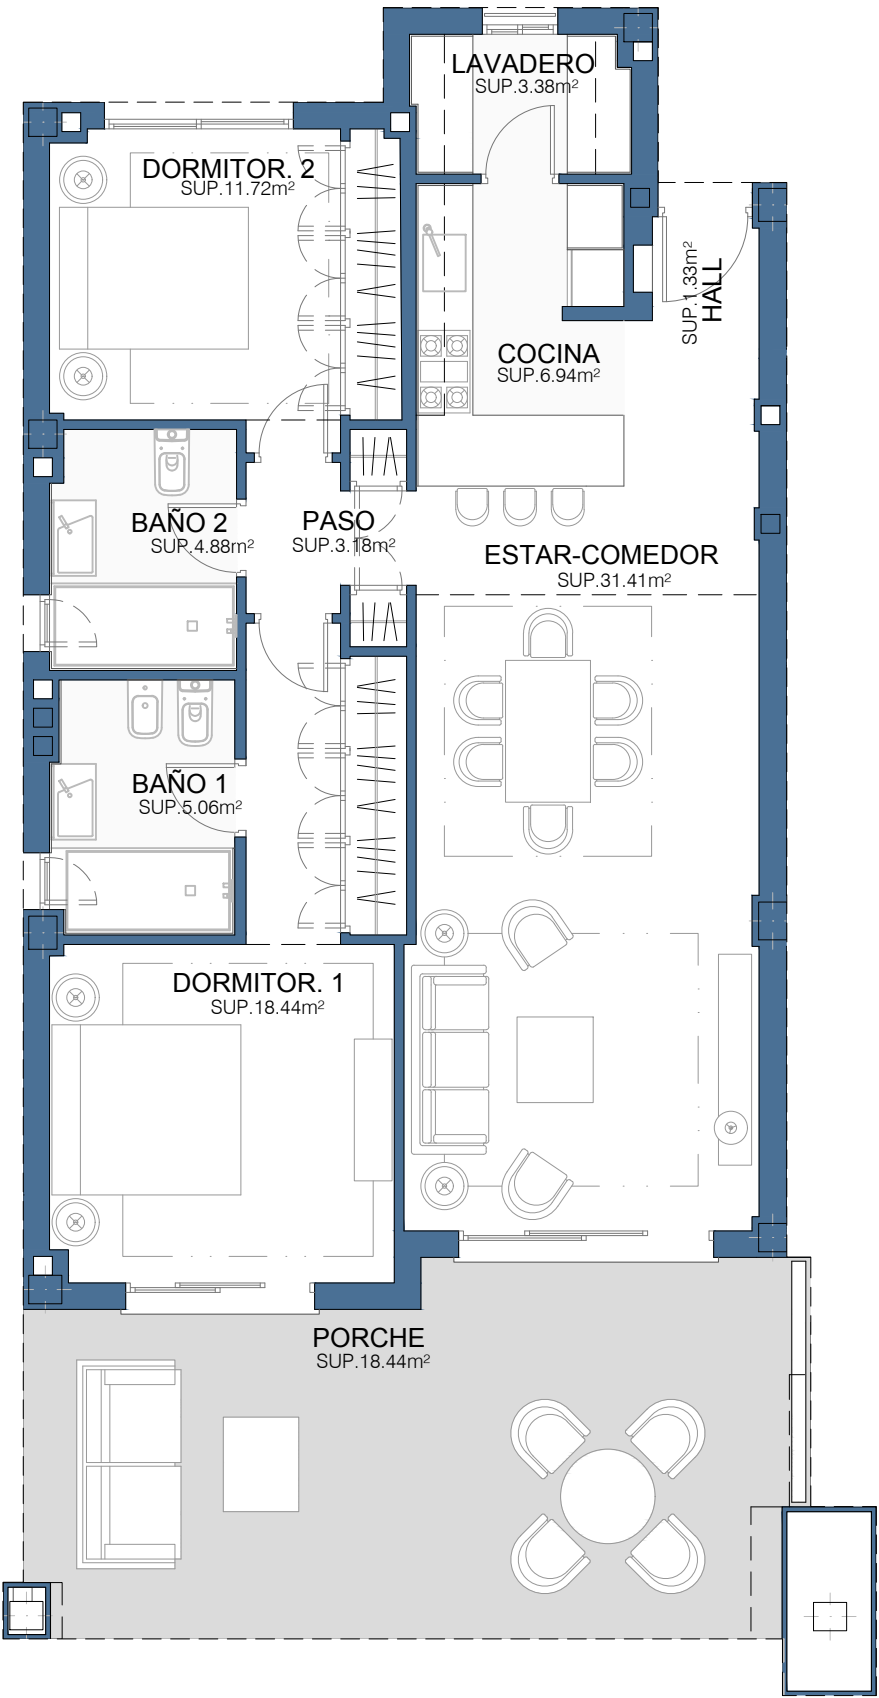 LAVADERO
SUP.3.38m²
DORMITOR. 2
SUP.11.72m²
HALL
SUP.1.33m²
COCINA
SUP.6.94m²
BAÑO 2
SUP.4.88m²
PASO
SUP.3.18m²
ESTAR-COMEDOR
SUP.31.41m²
BAÑO 1
SUP.5.06m²
DORMITOR. 1
SUP.18.44m²
PORCHE
SUP.18.44m²